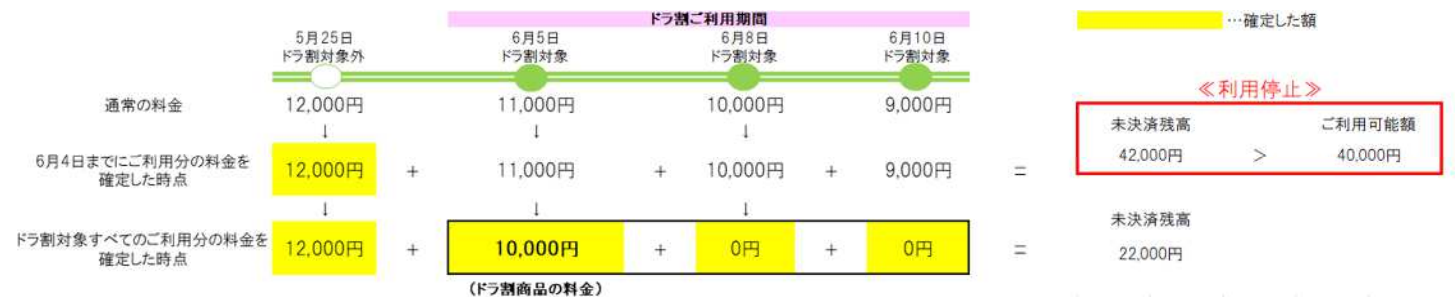 ドラ割ご利用期間
…確定した額
5月25日
ドラ割対象外
6月5日
ドラ割対象
6月8日
ドラ割対象
6月10日
ドラ割対象
≪利用停止≫
通常の料金 12,000円 11,000円 10,000円 9,000円
↓ ↓ ↓
未決済残高 ご利用可能額
42,000円 > 40,000円
6月4日までにご利用分の料金を
確定した時点
12,000円 + 11,000円 + 10,000円 + 9,000円 =
↓ ↓ ↓
ドラ割対象すべてのご利用分の料金を
確定した時点
12,000円 + 10,000円 + 0円 + 0円 =
未決済残高
22,000円
(ドラ割商品の料金)